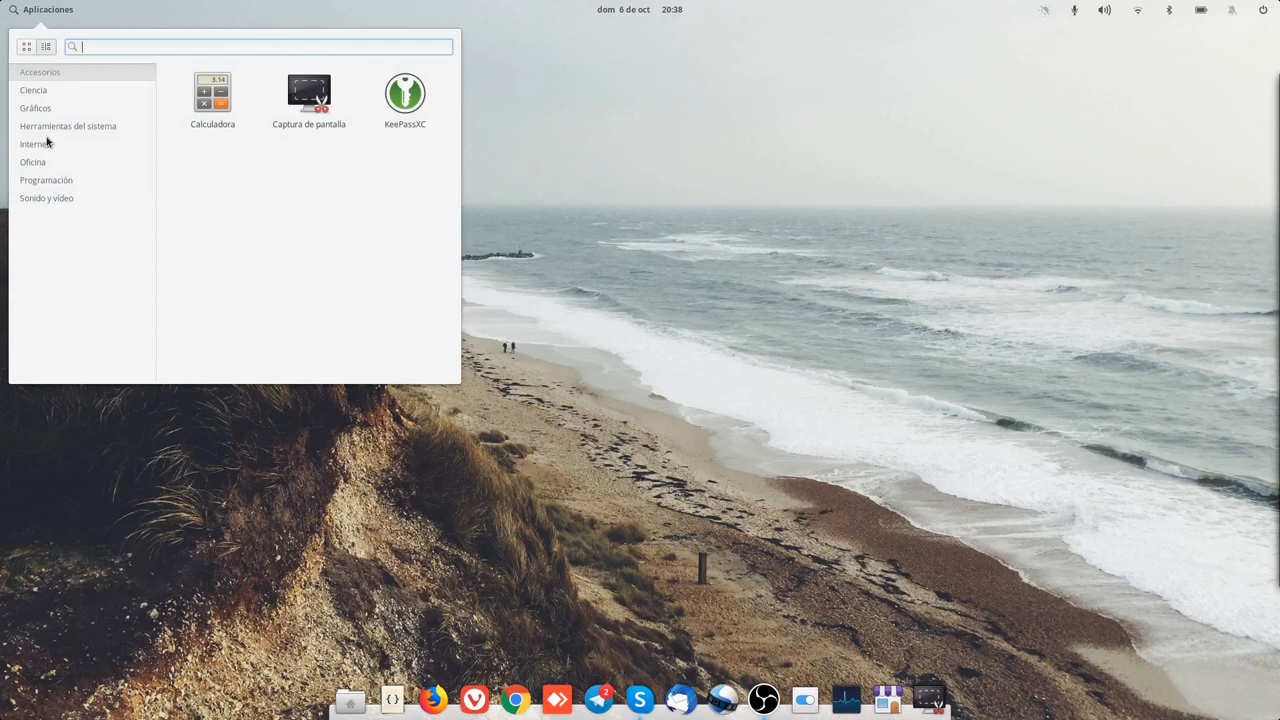 Aplicaciones
dom 6 de oct 20:38
Accesorios
Ciencia
Gráficos
Herramientas del sistema
Internet
Oficina
Programación
Sonido y vídeo
3.14
Calculadora
Captura de pantalla
KeePassXC
{}
2